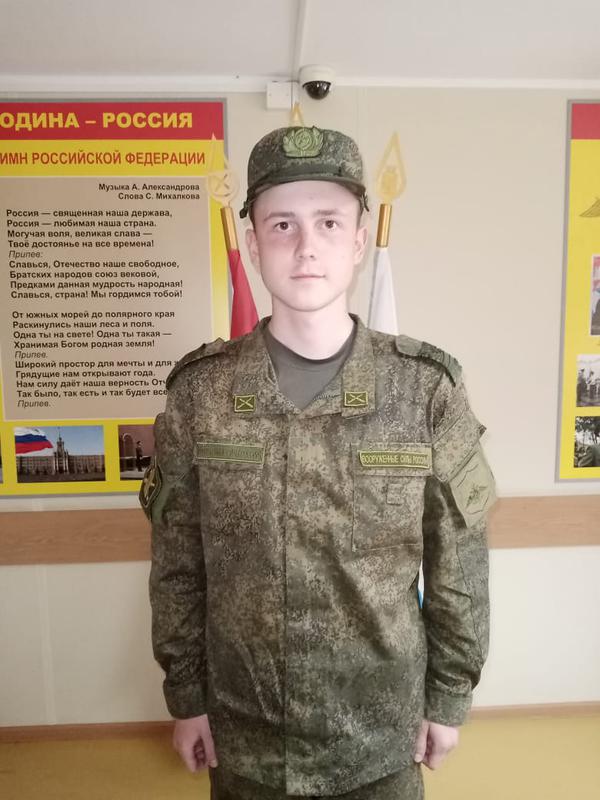 ОДИНА – РОССИЯ
ИМН РОССИЙСКОЙ ФЕДЕРАЦИИ
Музыка А. Александрова
Слова С. Михалкова
Россия — священная наша держава,
Россия — любимая наша страна.
Могучая воля, великая слава —
Твоё достоянье на все времена!
Припев:
Славься, Отечество наше свободное,
Братских народов союз вековой,
Предками данная мудрость народная!
Славься, страна! Мы гордимся тобой!
От южных морей до полярного края
Раскинулись наши леса и поля.
Одна ты на свете! Одна ты такая —
Хранимая Богом родная земля!
Припев.
Широкий простор для мечты и для ж
Грядущие нам открывают года.
Нам силу даёт наша верность Отч
Так было, так есть и так будет все
Припев.
ВООРУЖЕННЫЕ СИЛЫ РОССИИ